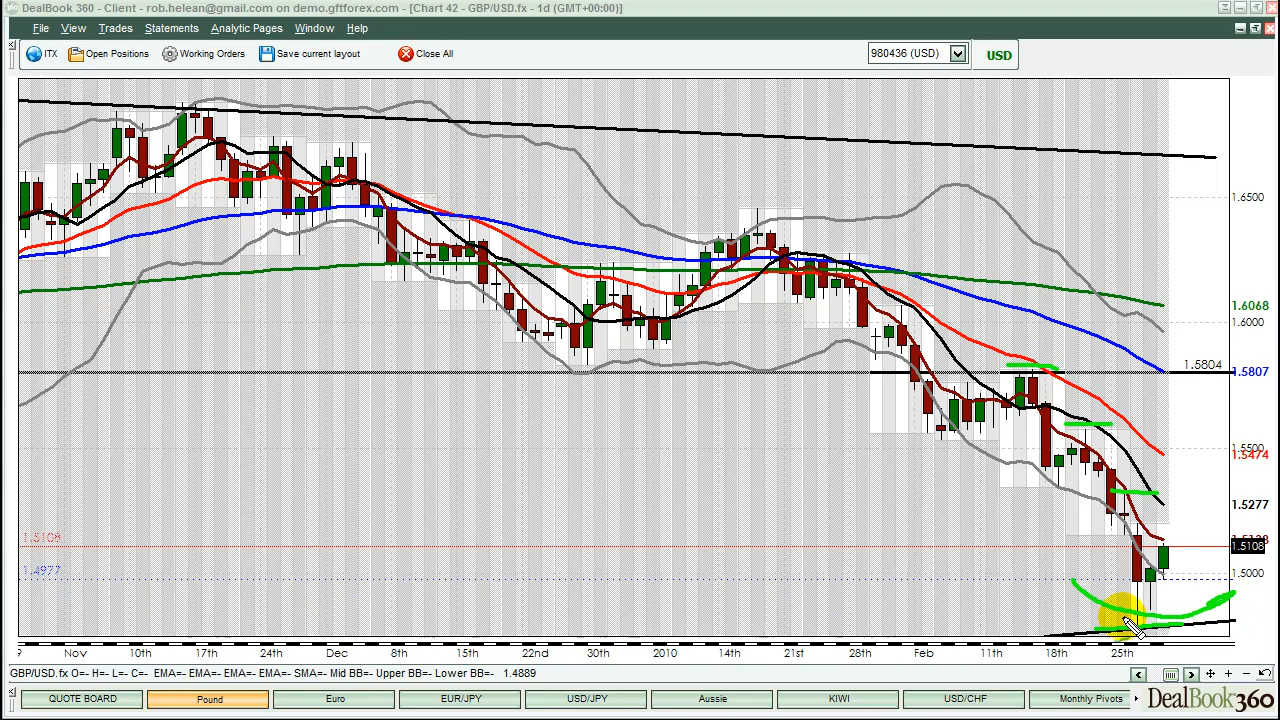 DealBook 360 - Client - rob.helean@gmail.com on demo.gftforex.com - [Chart 42 - GBP/USD.fx - 1d (GMT+00:00)]
File View Trades Statements Analytic Pages Window Help
ITX Open Positions Working Orders Save current layout Close All 980436 (USD) USD
1.6500
1.6068
1.6000
1.5804
1.5807
1.5500
1.5474
1.5277
1.5108
1.5108
1.4977
1.5000
9 Nov 10th 17th 24th Dec 8th 15th 22nd 30th 2010 14th 21st 28th Feb 11th 18th 25th
GBP/USD.fx O=- H=- L=- C=- EMA=- EMA=- EMA=- EMA=- SMA=- Mid BB=- Upper BB=- Lower BB=- 1.4889
QUOTE BOARD Pound Euro EUR/JPY USD/JPY Aussie KIWI USD/CHF Monthly Pivots DealBook 360